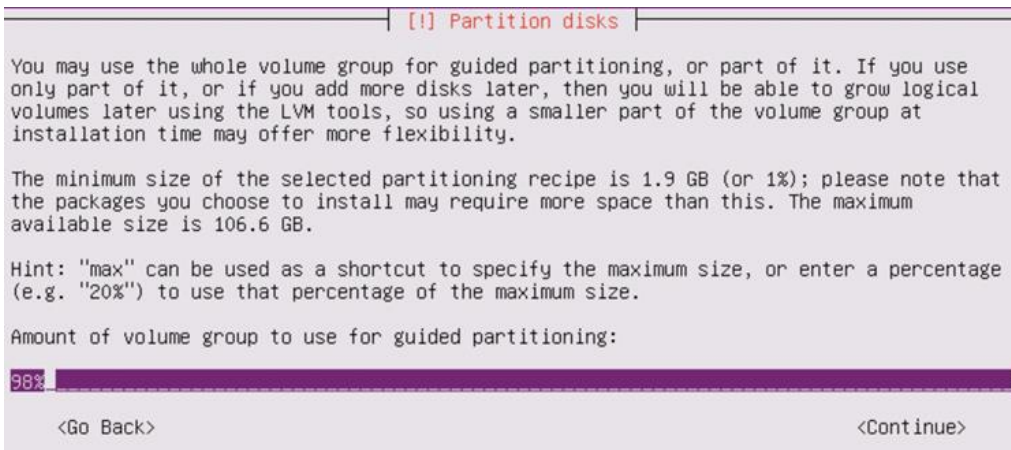 [!] Partition disks
You may use the whole volume group for guided partitioning, or part of it. If you use
only part of it, or if you add more disks later, then you will be able to grow logical
volumes later using the LVM tools, so using a smaller part of the volume group at
installation time may offer more flexibility.
The minimum size of the selected partitioning recipe is 1.9 GB (or 1%); please note that
the packages you choose to install may require more space than this. The maximum
available size is 106.6 GB.
Hint: "max" can be used as a shortcut to specify the maximum size, or enter a percentage
(e.g. "20%") to use that percentage of the maximum size.
Amount of volume group to use for guided partitioning:
98%
<Go Back> <Continue>